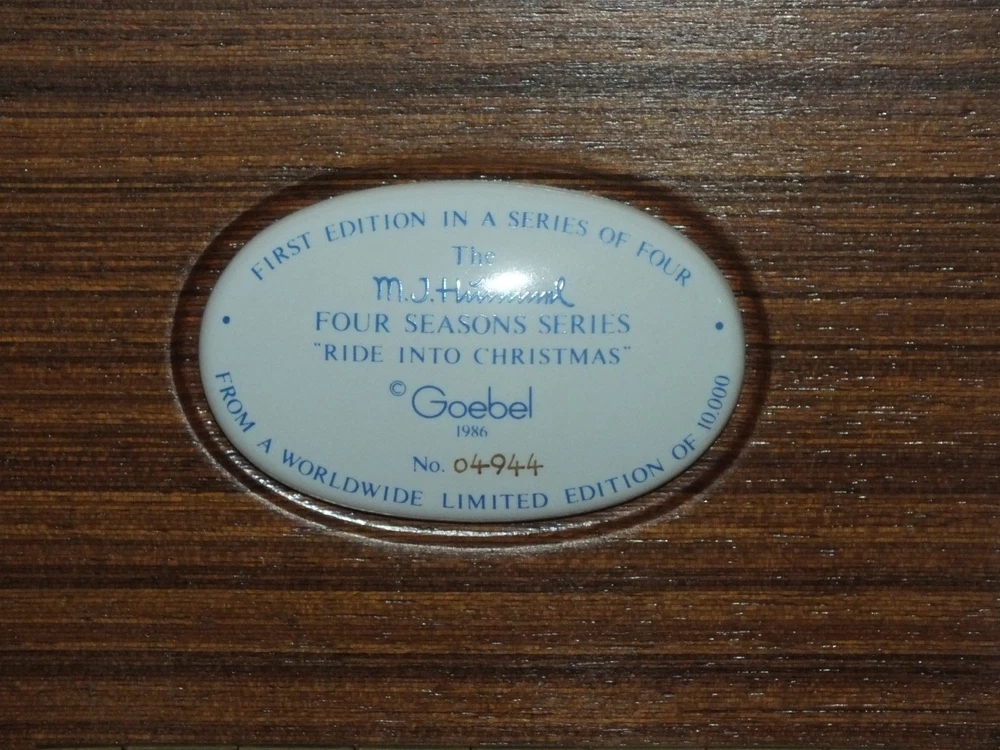 FIRST EDITION IN A SERIES OF FOUR
The
M.J. Hummel
FOUR SEASONS SERIES
"RIDE INTO CHRISTMAS"
© Goebel
1986
No. 04944
FROM A WORLDWIDE LIMITED EDITION OF 10.000